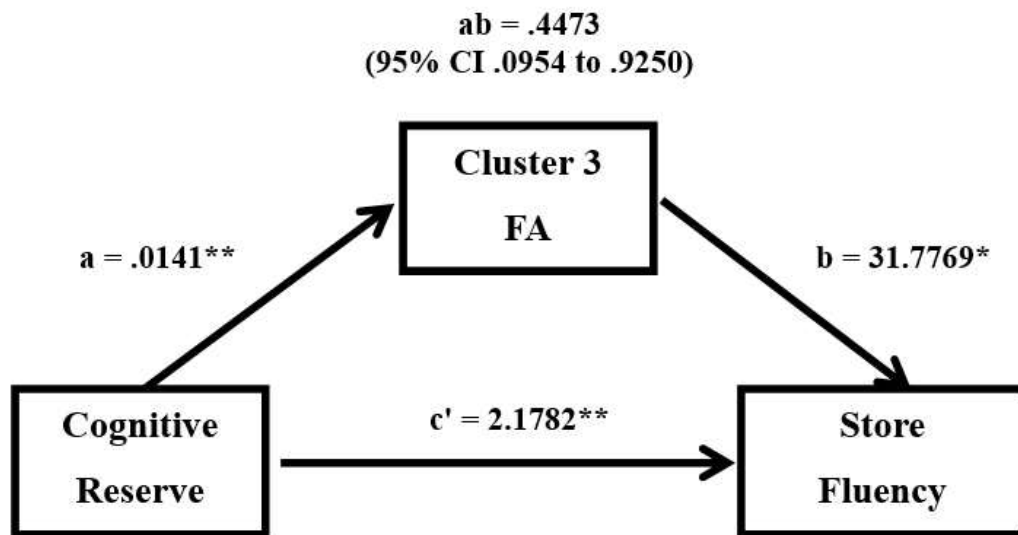 ab = .4473
(95% CI .0954 to .9250)
Cluster 3
FA
a = .0141**
b = 31.7769*
Cognitive
Reserve
c' = 2.1782**
Store
Fluency